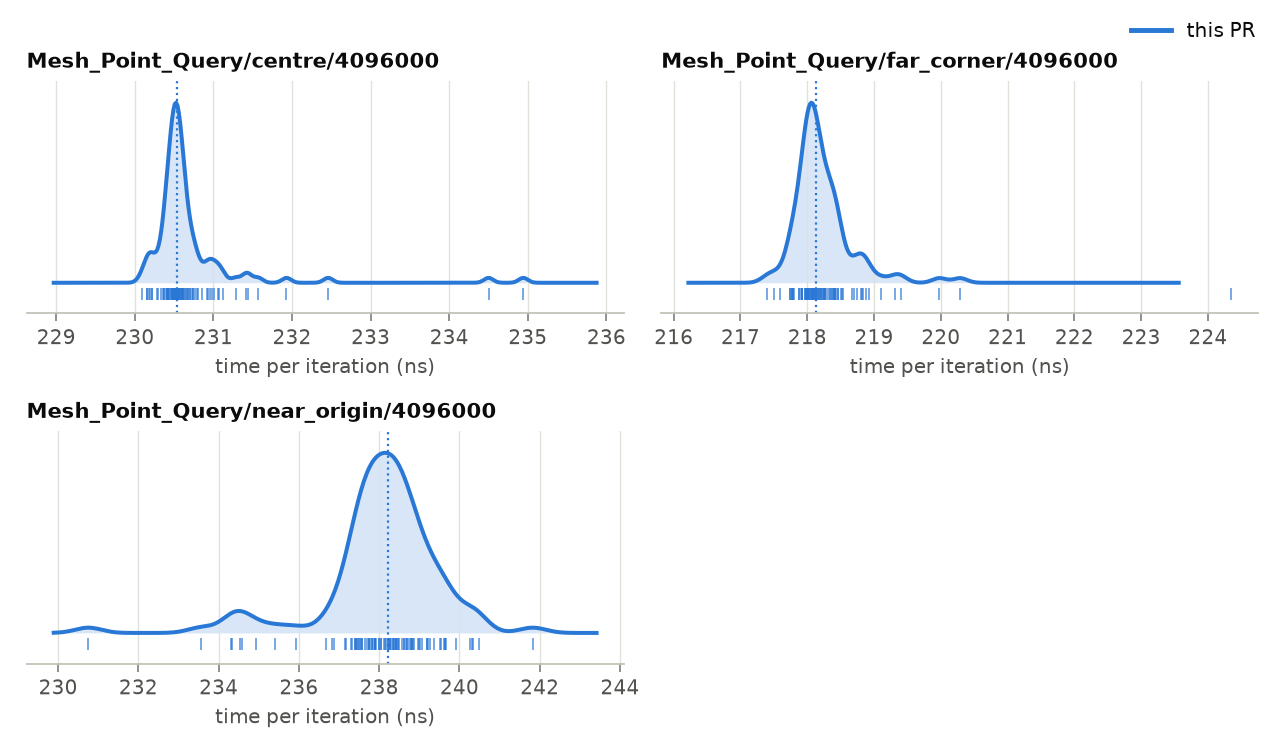 this PR
Mesh_Point_Query/centre/4096000
Mesh_Point_Query/far_corner/4096000
229 230 231 232 233 234 235 236
216 217 218 219 220 221 222 223 224
time per iteration (ns)
time per iteration (ns)
Mesh_Point_Query/near_origin/4096000
230 232 234 236 238 240 242 244
time per iteration (ns)